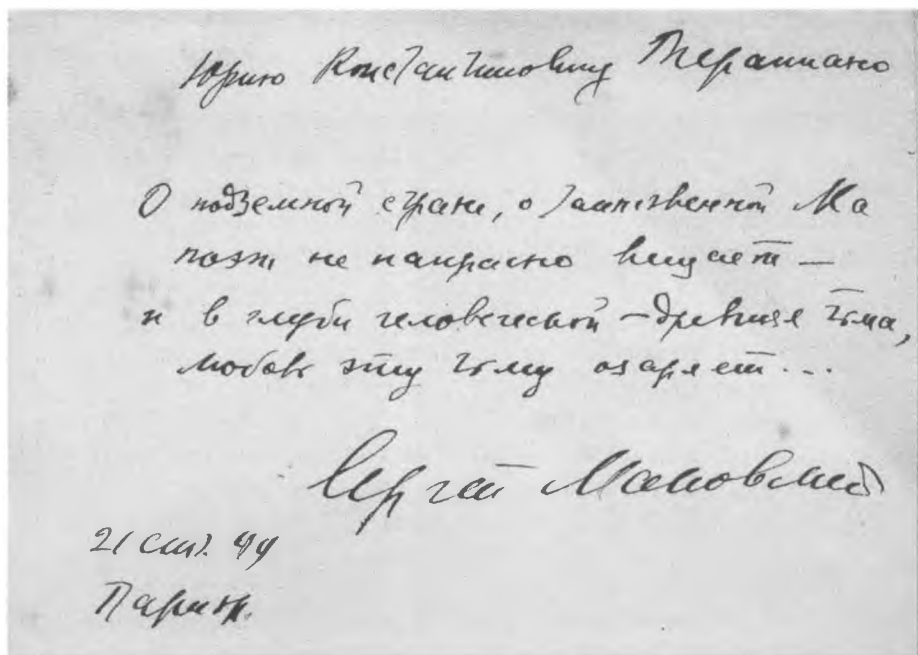 Юрию Константиновичу Терапиано
О подземной стране, о таинственной Ма
поэт не напрасно вещает —
и в глуби человеческой — древняя тьма,
любовь эту тьму озаряет...
Сергей Маковский
21 49
Париж.